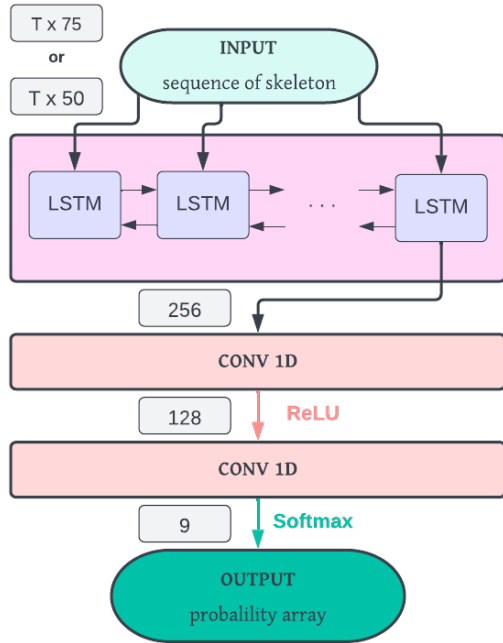 T x 75
or
T x 50
INPUT
sequence of skeleton
LSTM
LSTM
. . .
LSTM
256
CONV 1D
128
ReLU
CONV 1D
9
Softmax
OUTPUT
probalility array